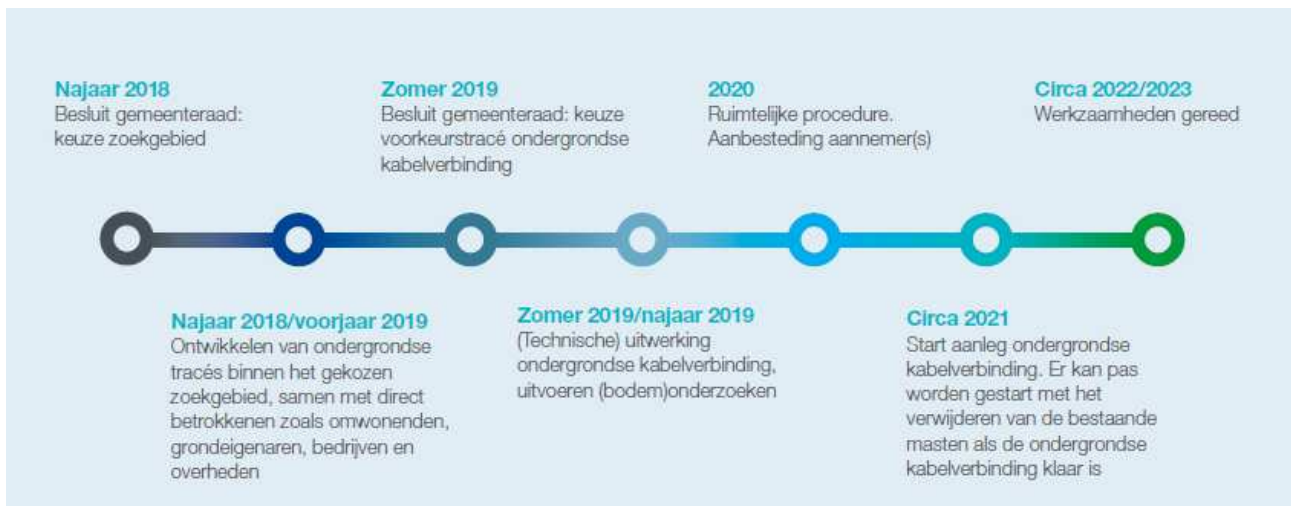 Najaar 2018
Besluit gemeenteraad:
keuze zoekgebied
Zomer 2019
Besluit gemeenteraad: keuze
voorkeurstracé ondergrondse
kabelverbinding
2020
Ruimtelijke procedure.
Aanbesteding aannemer(s)
Circa 2022/2023
Werkzaamheden gereed
Najaar 2018/voorjaar 2019
Ontwikkelen van ondergrondse
tracés binnen het gekozen
zoekgebied, samen met direct
betrokkenen zoals omwonenden,
grondeigenaren, bedrijven en
overheden
Zomer 2019/najaar 2019
(Technische) uitwerking
ondergrondse kabelverbinding,
uitvoeren (bodem)onderzoeken
Circa 2021
Start aanleg ondergrondse
kabelverbinding. Er kan pas
worden gestart met het
verwijderen van de bestaande
masten als de ondergrondse
kabelverbinding klaar is